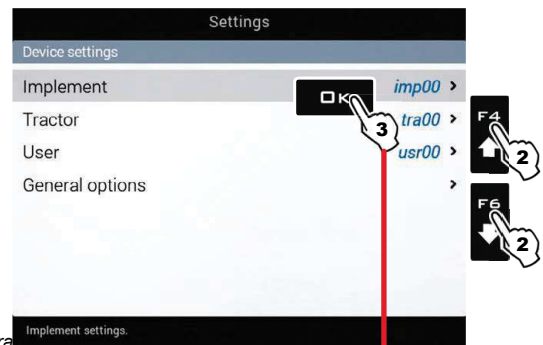 Settings
Device settings
Implement imp00 >
OK
3
Tractor tra00 >
User usr00 >
General options >
F4
2
F6
2
Implement settings.
ra